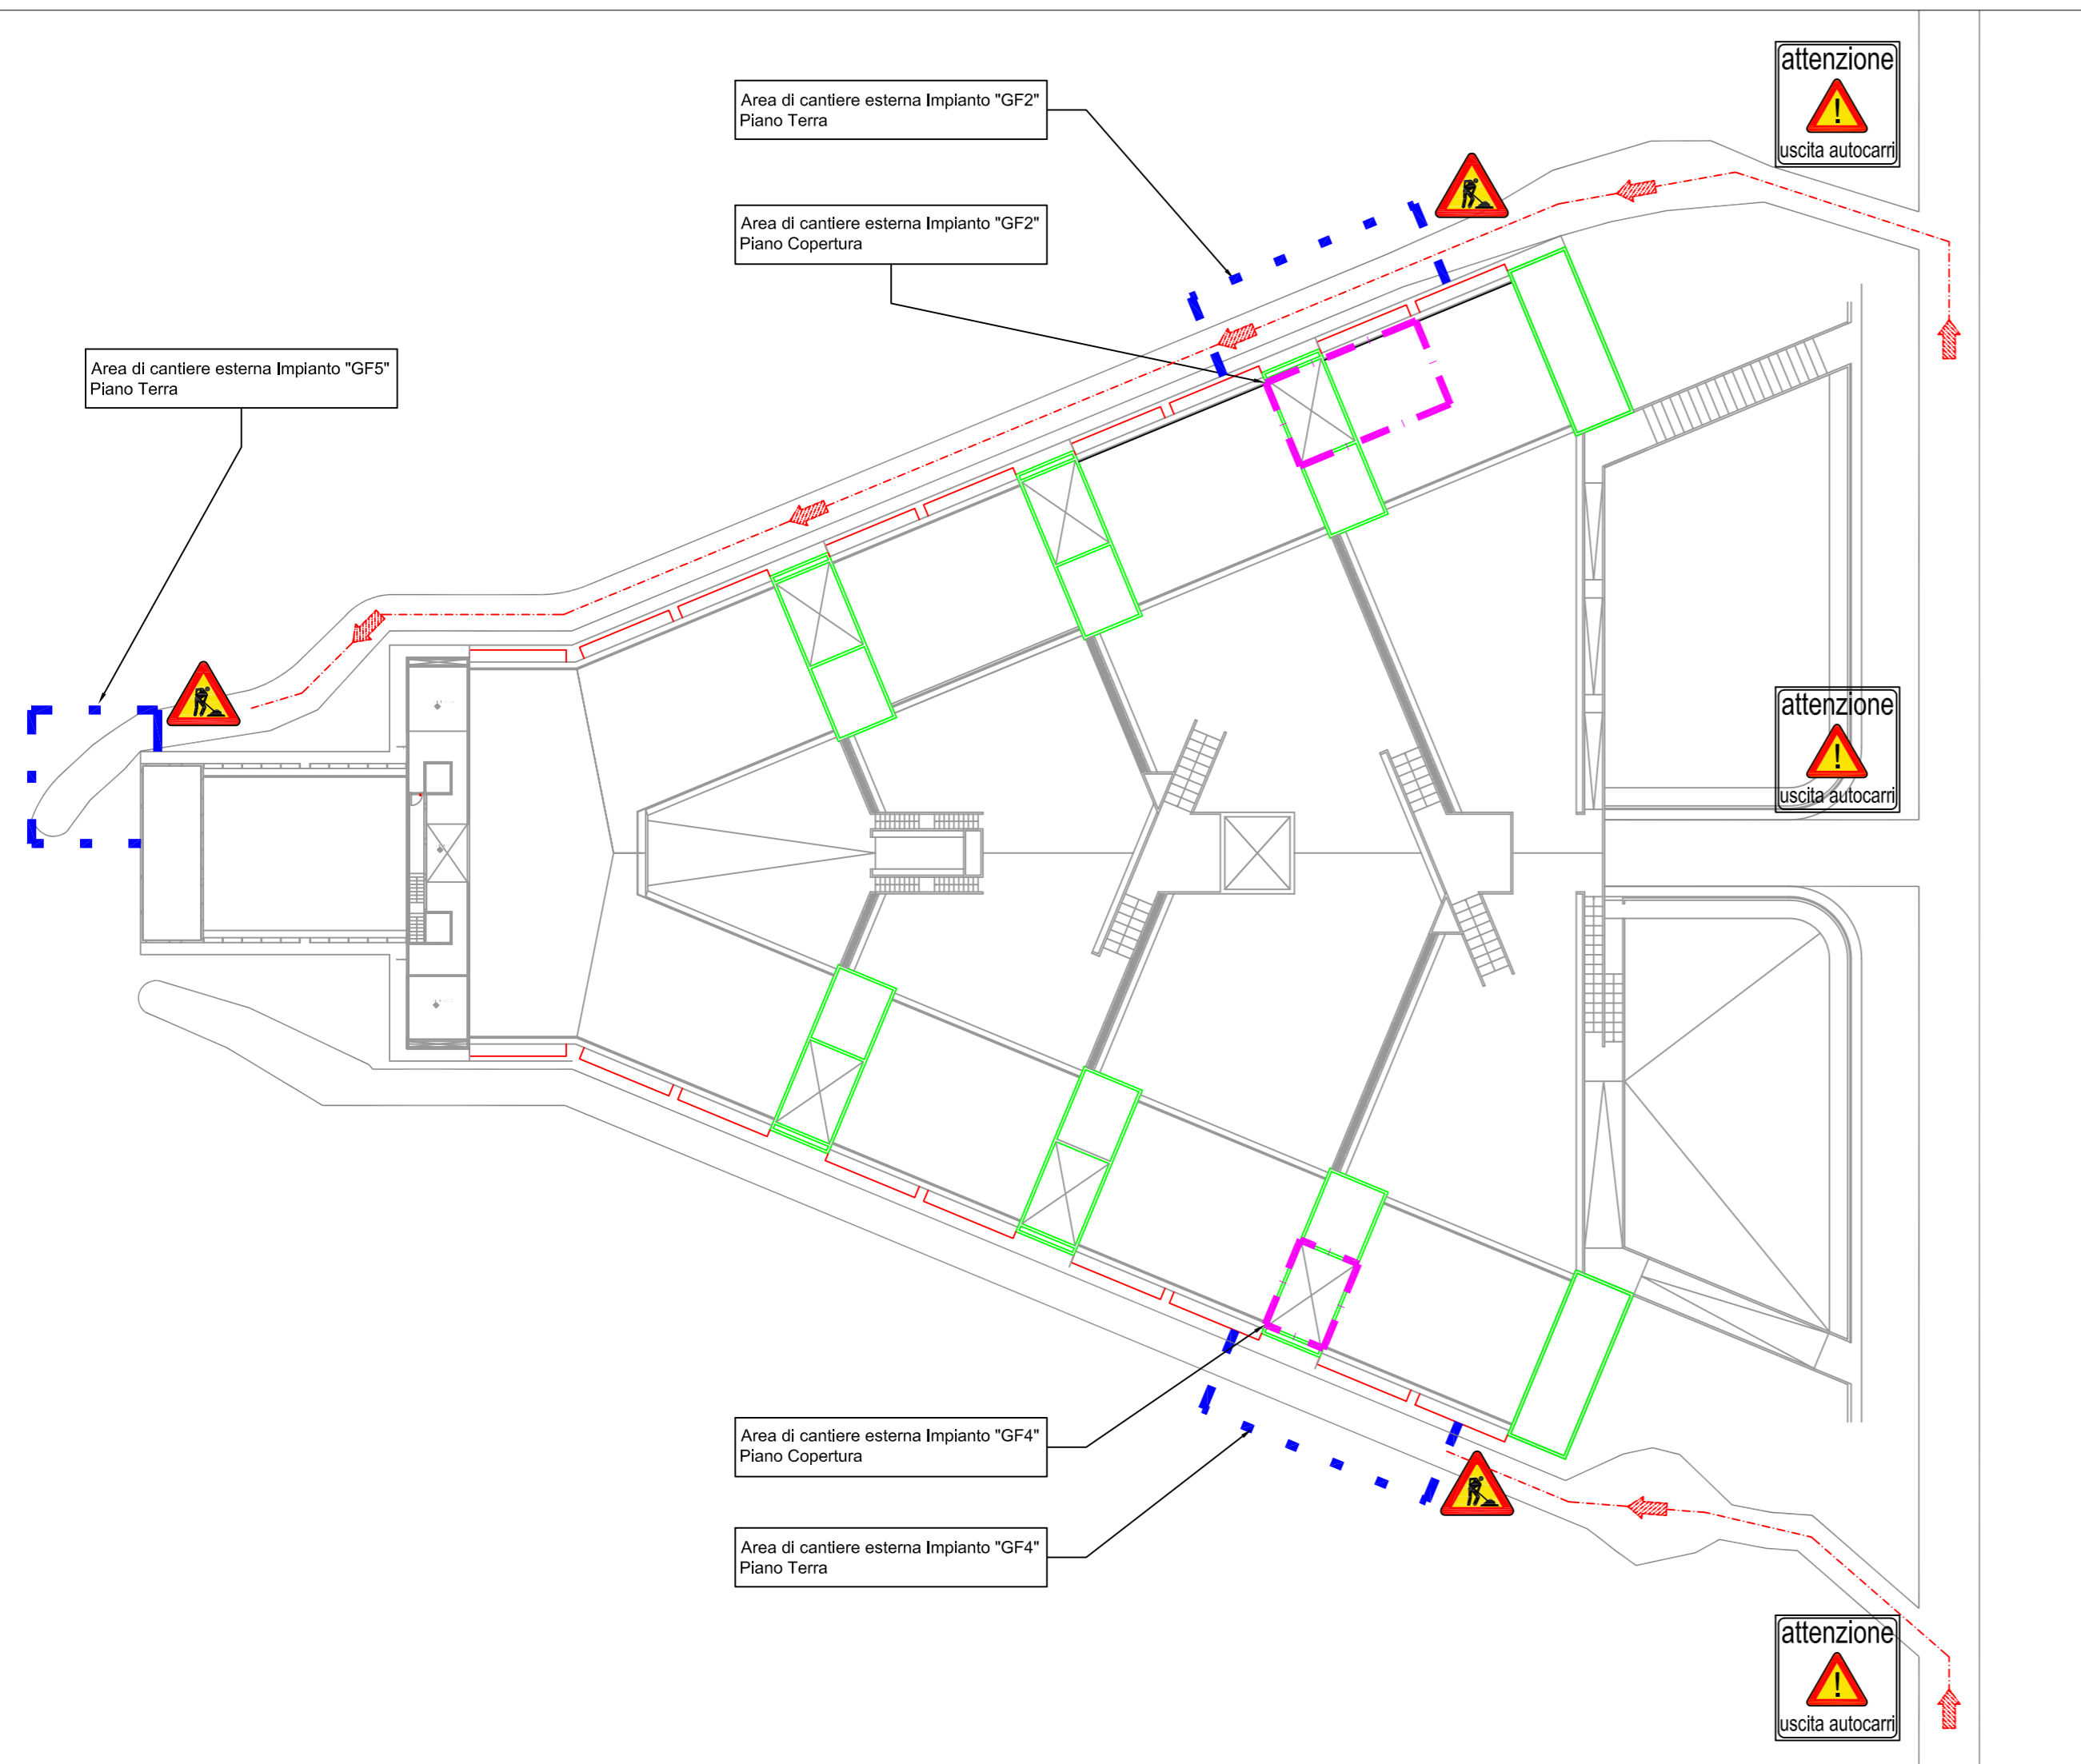 attenzione
uscita autocarri
Area di cantiere esterna Impianto "GF2"
Piano Terra
Area di cantiere esterna Impianto "GF2"
Piano Copertura
Area di cantiere esterna Impianto "GF5"
Piano Terra
attenzione
uscita autocarri
Area di cantiere esterna Impianto "GF4"
Piano Copertura
Area di cantiere esterna Impianto "GF4"
Piano Terra
attenzione
uscita autocarri